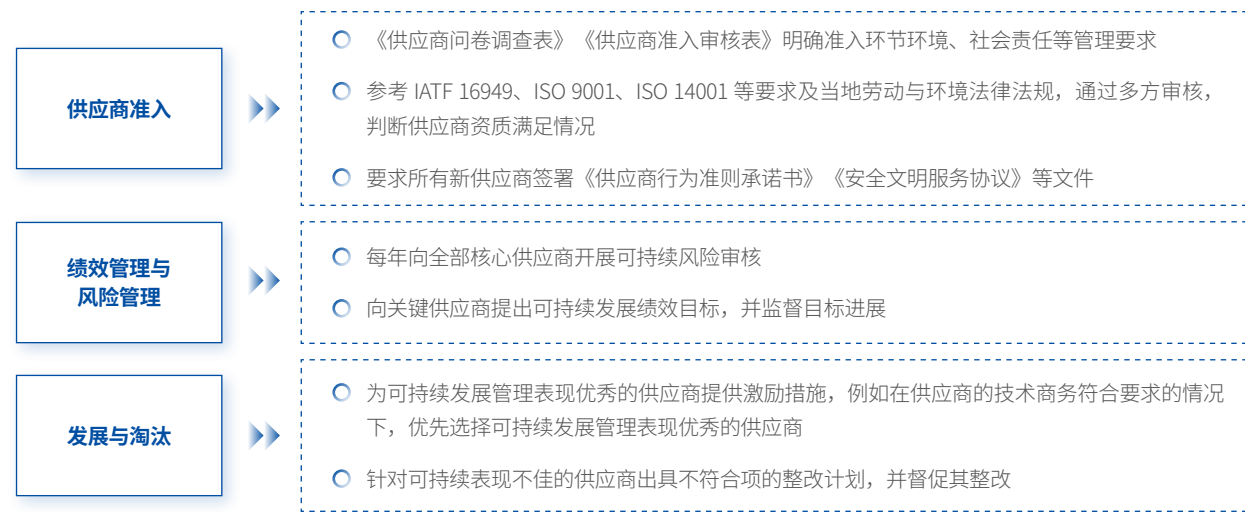 供应商准入
《供应商问卷调查表》《供应商准入审核表》明确准入环节环境、社会责任等管理要求
参考 IATF 16949、ISO 9001、ISO 14001 等要求及当地劳动与环境法律法规，通过多方审核，
判断供应商资质满足情况
要求所有新供应商签署《供应商行为准则承诺书》《安全文明服务协议》等文件
绩效管理与
风险管理
每年向全部核心供应商开展可持续风险审核
向关键供应商提出可持续发展绩效目标，并监督目标进展
发展与淘汰
为可持续发展管理表现优秀的供应商提供激励措施，例如在供应商的技术商务符合要求的情况
下，优先选择可持续发展管理表现优秀的供应商
针对可持续表现不佳的供应商出具不符合项的整改计划，并督促其整改